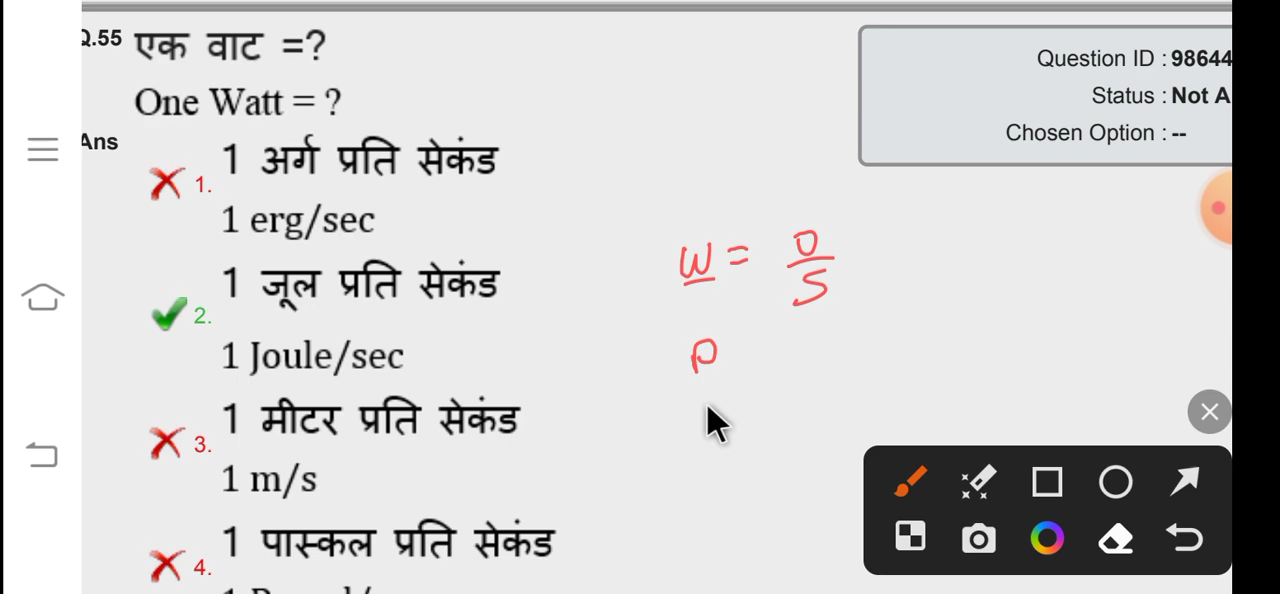 Q.55 एक वाट =?
One Watt = ?
Ans
1 अर्ग प्रति सेकंड
1.
1 erg/sec
1 जूल प्रति सेकंड
2.
1 Joule/sec
1 मीटर प्रति सेकंड
3.
1 m/s
1 पास्कल प्रति सेकंड
4.
Question ID : 98644
Status : Not A
Chosen Option : --
W =
S
P